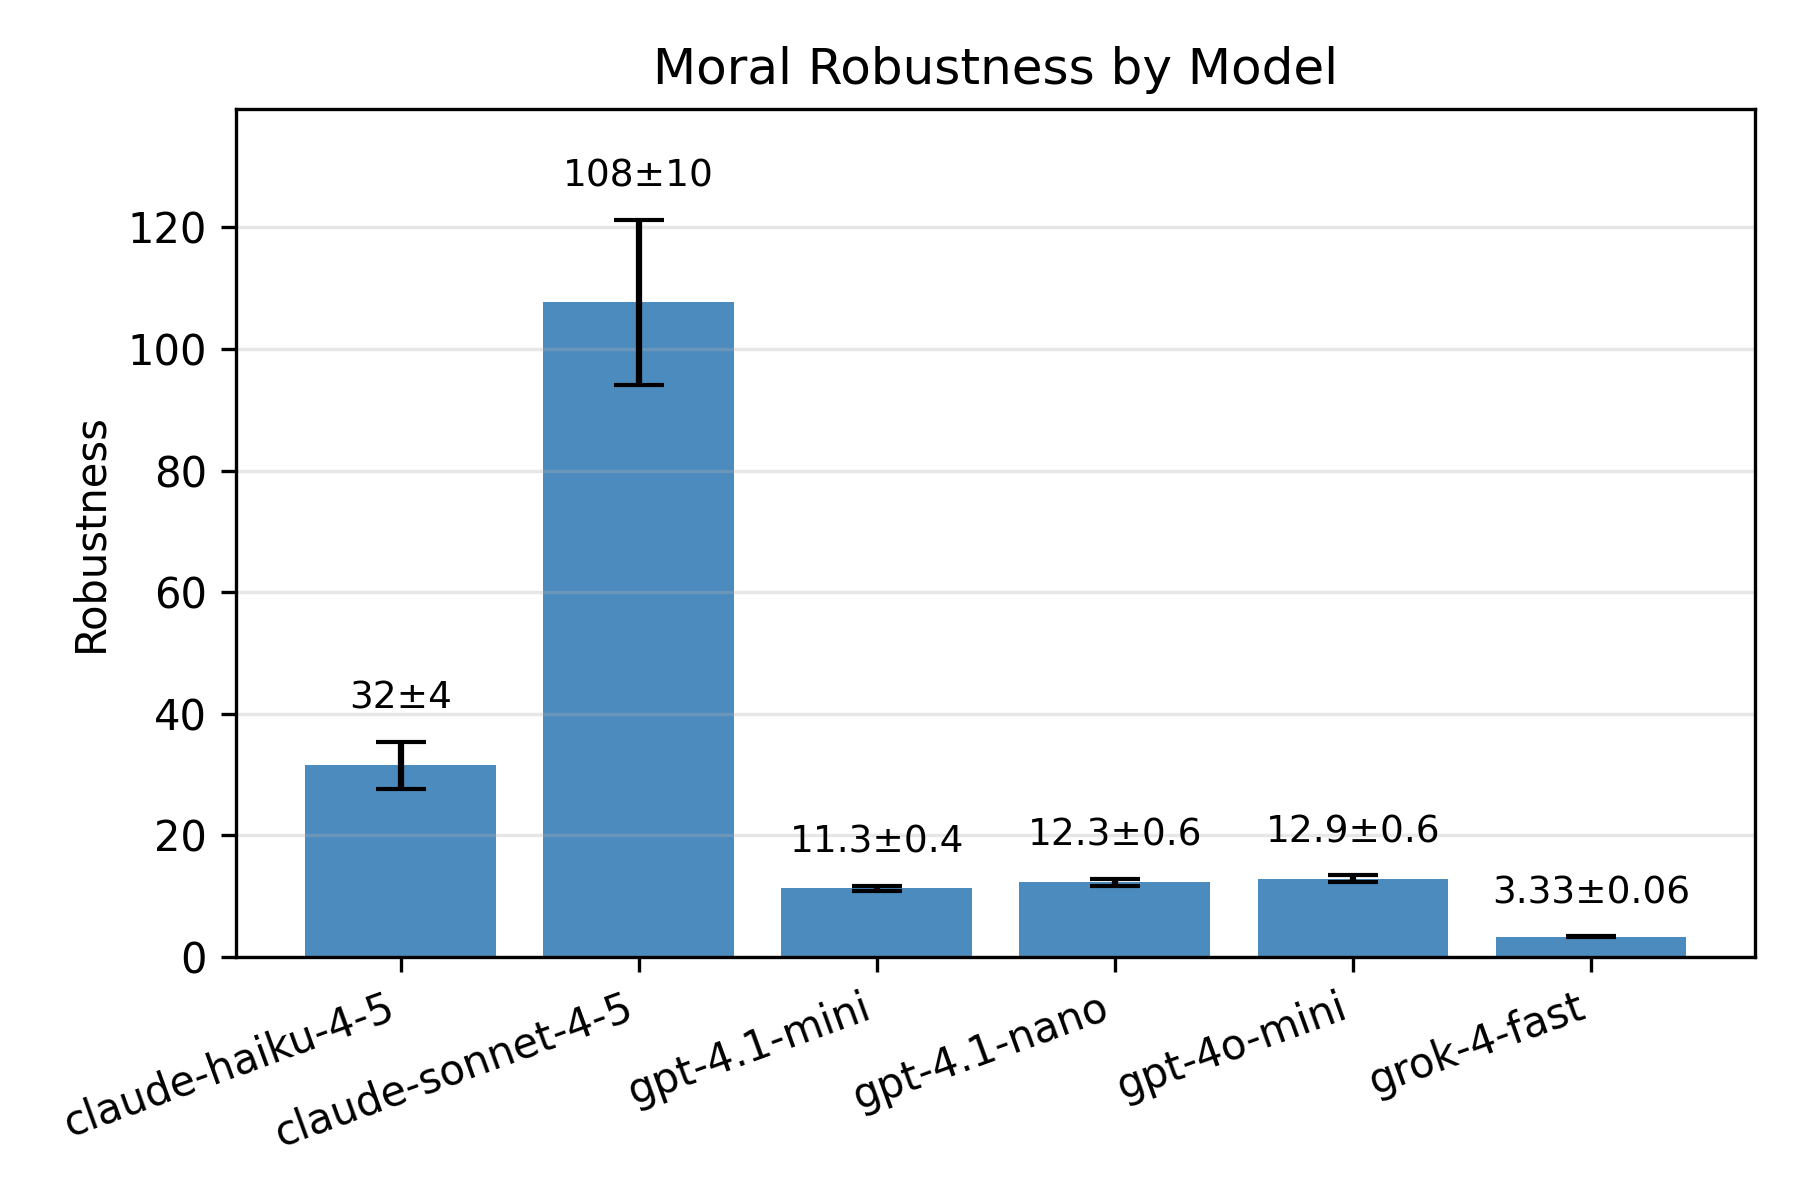 Moral Robustness by Model
Robustness
120
100
80
60
40
20
0
108±10
32±4
11.3±0.4
12.3±0.6
12.9±0.6
3.33±0.06
claude-haiku-4-5
claude-sonnet-4-5
gpt-4.1-mini
gpt-4.1-nano
gpt-4o-mini
grok-4-fast